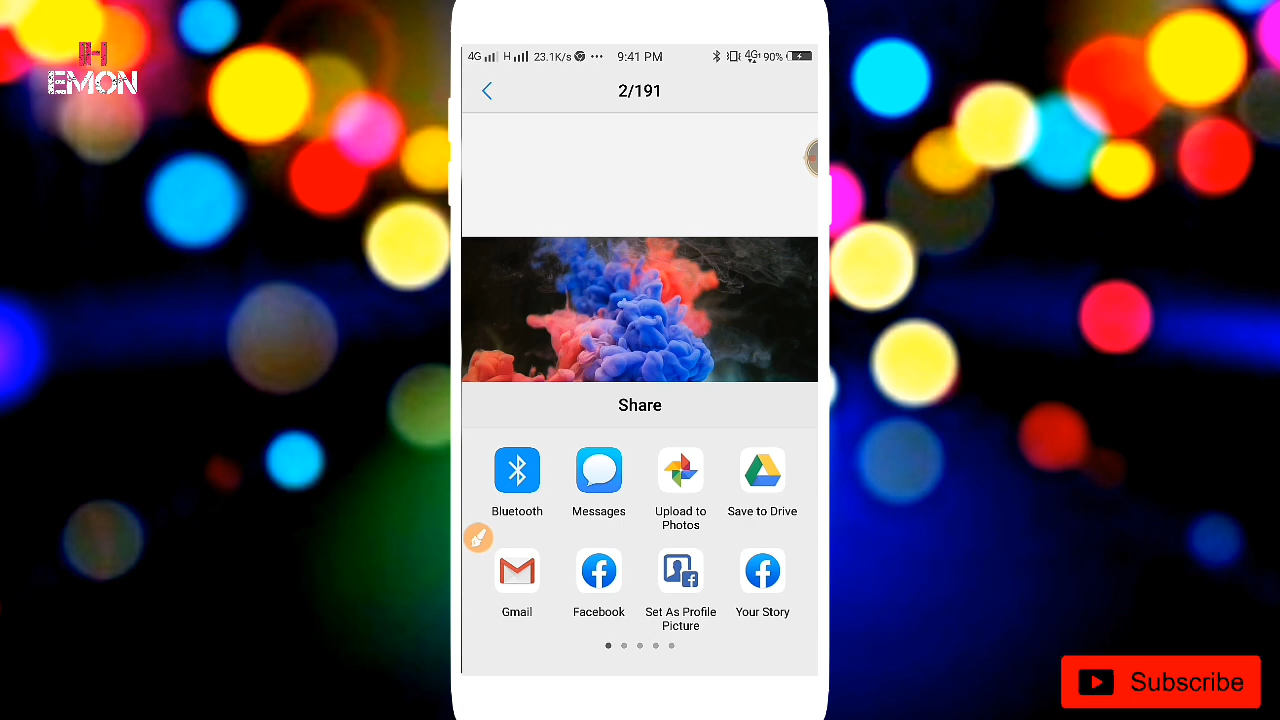 H
EMON
4G H 23.1K/s ... 9:41 PM 4G+ 90%
2/191
Share
Bluetooth Messages Upload to Photos Save to Drive
Gmail Facebook Set As Profile Picture Your Story
Subscribe